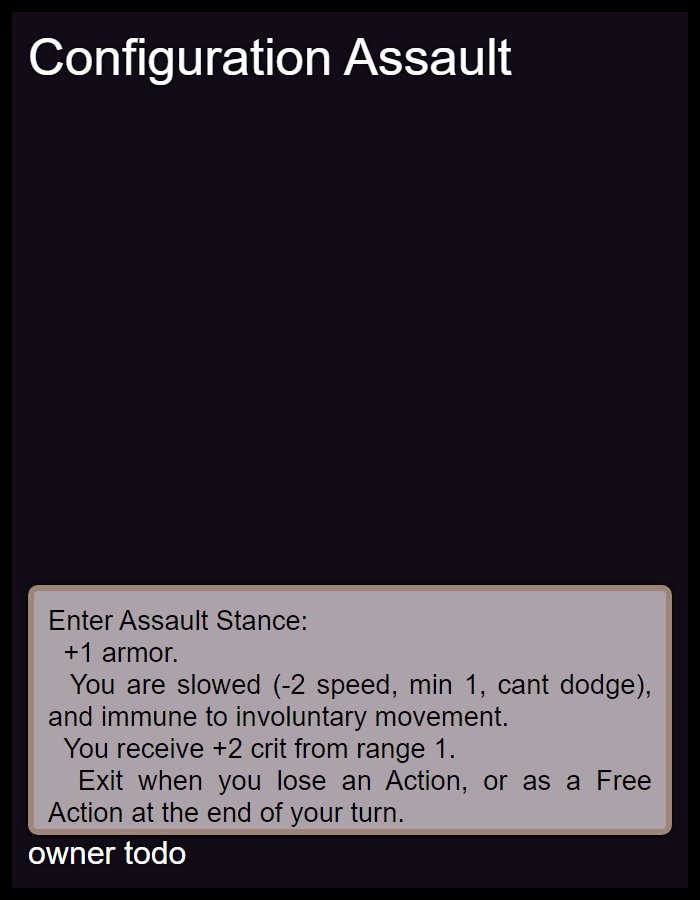 Configuration Assault
Enter Assault Stance:
+1 armor.
You are slowed (-2 speed, min 1, cant dodge),
and immune to involuntary movement.
You receive +2 crit from range 1.
Exit when you lose an Action, or as a Free
Action at the end of your turn.
owner todo